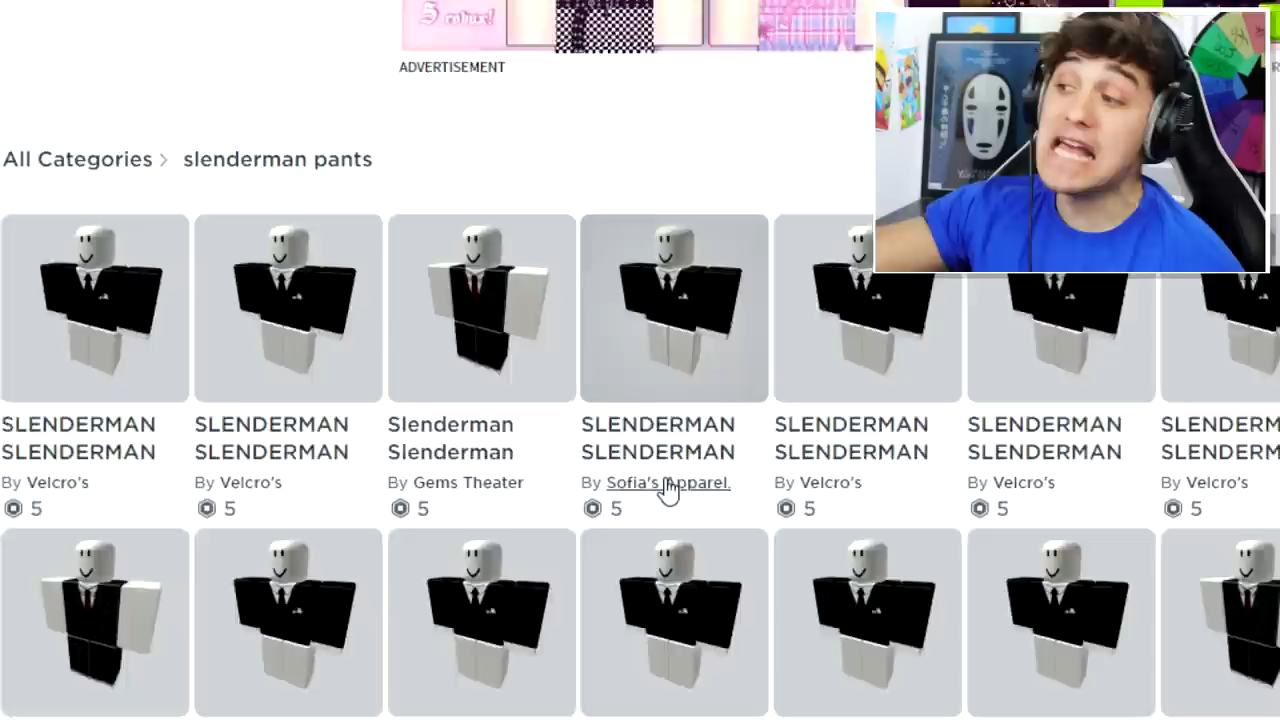 5 robux!
ADVERTISEMENT
All Categories > slenderman pants
SLENDERMAN SLENDERMAN Slenderman SLENDERMAN SLENDERMAN SLENDERMAN SLENDERM
SLENDERMAN SLENDERMAN Slenderman SLENDERMAN SLENDERMAN SLENDERMAN SLENDERM
By Velcro's By Velcro's By Gems Theater By Sofia's Apparel. By Velcro's By Velcro's By Velcro's
5 5 5 5 5 5 5